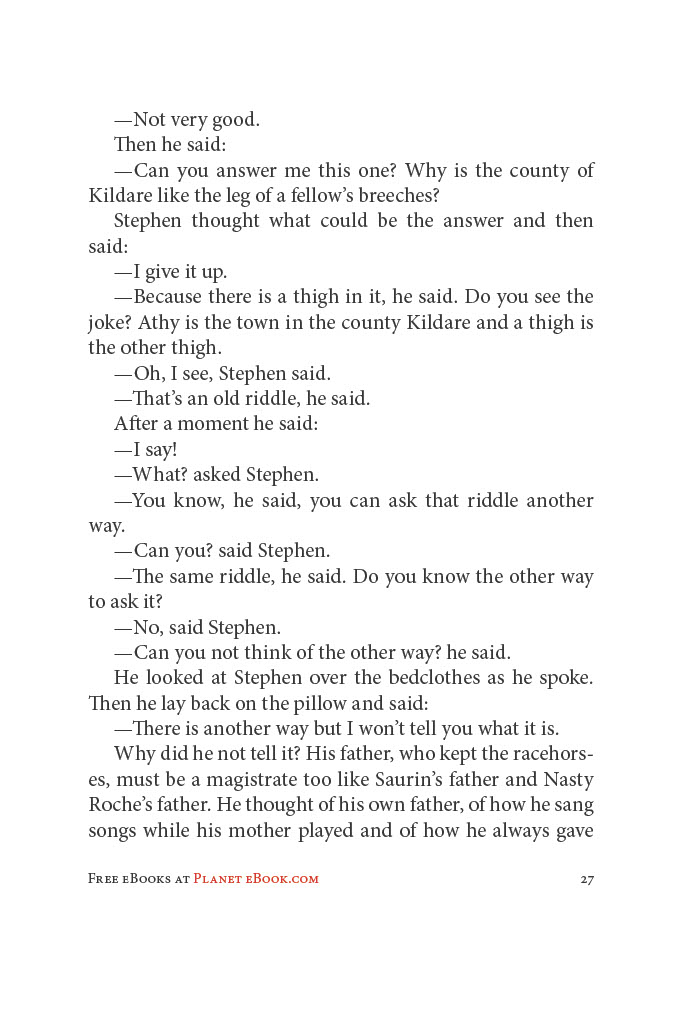 —Not very good.
Then he said:
—Can you answer me this one? Why is the county of
Kildare like the leg of a fellow’s breeches?
Stephen thought what could be the answer and then
said:
—I give it up.
—Because there is a thigh in it, he said. Do you see the
joke? Athy is the town in the county Kildare and a thigh is
the other thigh.
—Oh, I see, Stephen said.
—That’s an old riddle, he said.
After a moment he said:
—I say!
—What? asked Stephen.
—You know, he said, you can ask that riddle another
way.
—Can you? said Stephen.
—The same riddle, he said. Do you know the other way
to ask it?
—No, said Stephen.
—Can you not think of the other way? he said.
He looked at Stephen over the bedclothes as he spoke.
Then he lay back on the pillow and said:
—There is another way but I won’t tell you what it is.
Why did he not tell it? His father, who kept the racehors-
es, must be a magistrate too like Saurin’s father and Nasty
Roche’s father. He thought of his own father, of how he sang
songs while his mother played and of how he always gave
Free eBooks at Planet eBook.com 27